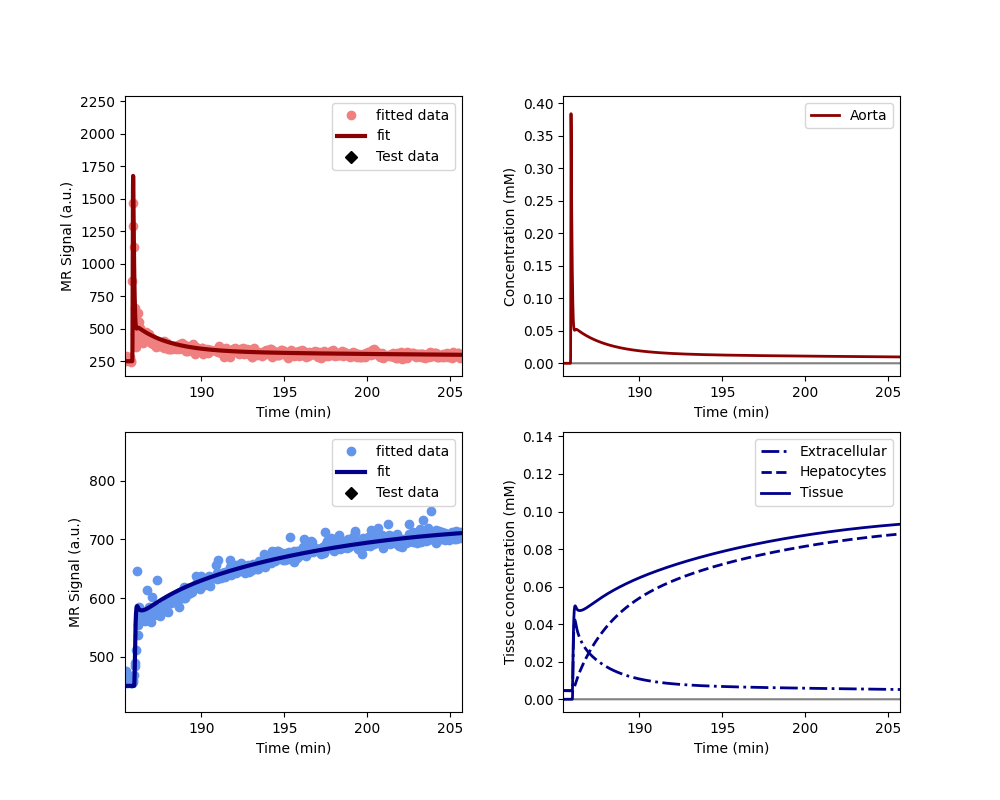 2250
2000
1750
1500
1250
1000
750
500
250
MR Signal (a.u.)
fitted data
fit
Test data
190
195
200
205
Time (min)
0.40
0.35
0.30
0.25
0.20
0.15
0.10
0.05
0.00
Concentration (mM)
Aorta
190
195
200
205
Time (min)
800
700
600
500
MR Signal (a.u.)
fitted data
fit
Test data
190
195
200
205
Time (min)
0.14
0.12
0.10
0.08
0.06
0.04
0.02
0.00
Tissue concentration (mM)
Extracellular
Hepatocytes
Tissue
190
195
200
205
Time (min)